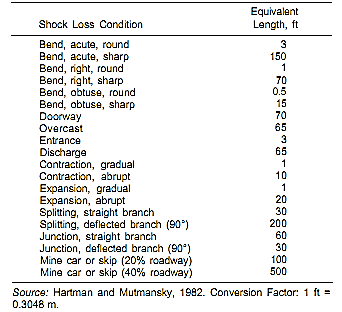 Shock Loss Condition Equivalent Length, ft
Bend, acute, round 3
Bend, acute, sharp 150
Bend, right, round 1
Bend, right, sharp 70
Bend, obtuse, round 0.5
Bend, obtuse, sharp 15
Doorway 70
Overcast 65
Entrance 3
Discharge 65
Contraction, gradual 1
Contraction, abrupt 10
Expansion, gradual 1
Expansion, abrupt 20
Splitting, straight branch 30
Splitting, deflected branch (90°) 200
Junction, straight branch 60
Junction, deflected branch (90°) 30
Mine car or skip (20% roadway) 100
Mine car or skip (40% roadway) 500
Source: Hartman and Mutmansky, 1982. Conversion Factor: 1 ft =
0.3048 m.